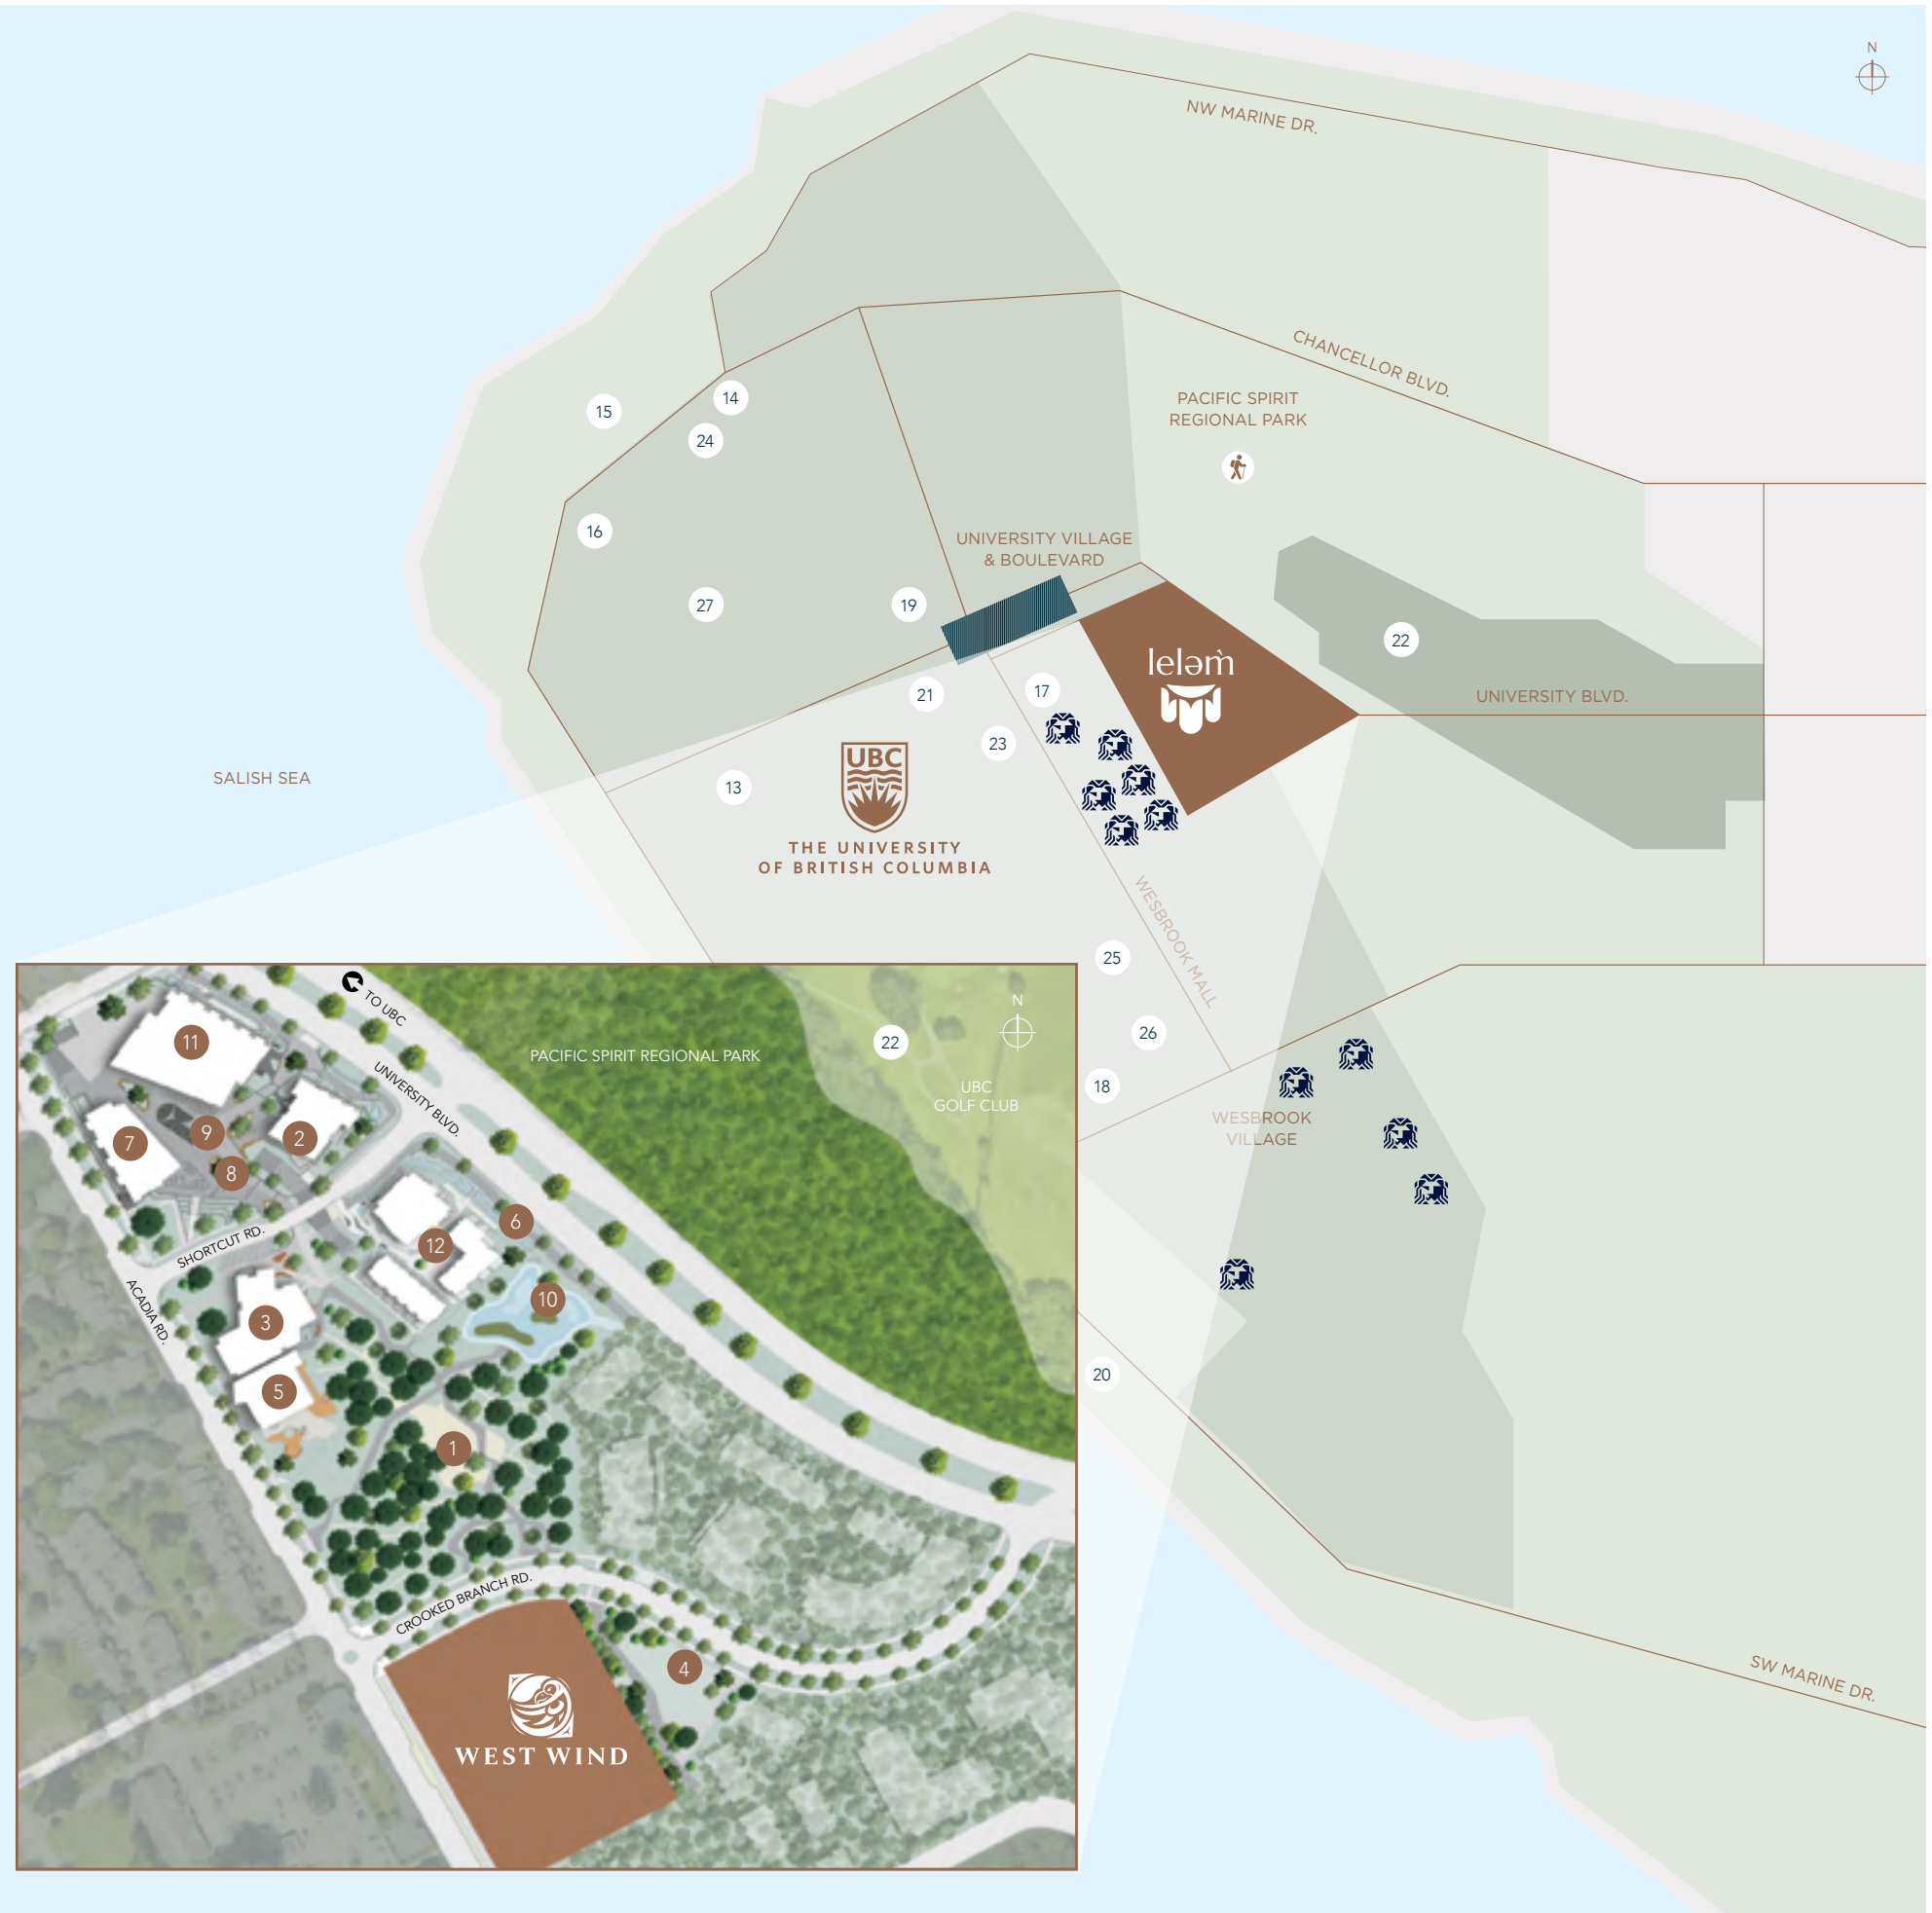 N
NW MARINE DR.
CHANCELLOR BLVD.
PACIFIC SPIRIT
REGIONAL PARK
14
15
24
16
UNIVERSITY VILLAGE
& BOULEVARD
27
19
22
leləm̓
UNIVERSITY BLVD.
17
21
23
SALISH SEA
13
UBC
THE UNIVERSITY
OF BRITISH COLUMBIA
WESBROOK MALL
25
26
18
WESBROOK
VILLAGE
20
SW MARINE DR.
TO UBC
N
11
22
PACIFIC SPIRIT REGIONAL PARK
UNIVERSITY BLVD.
UBC
GOLF CLUB
9
2
7
8
6
SHORTCUT RD.
12
ACADIA RD.
10
3
5
1
CROOKED BRANCH RD.
4
WEST WIND